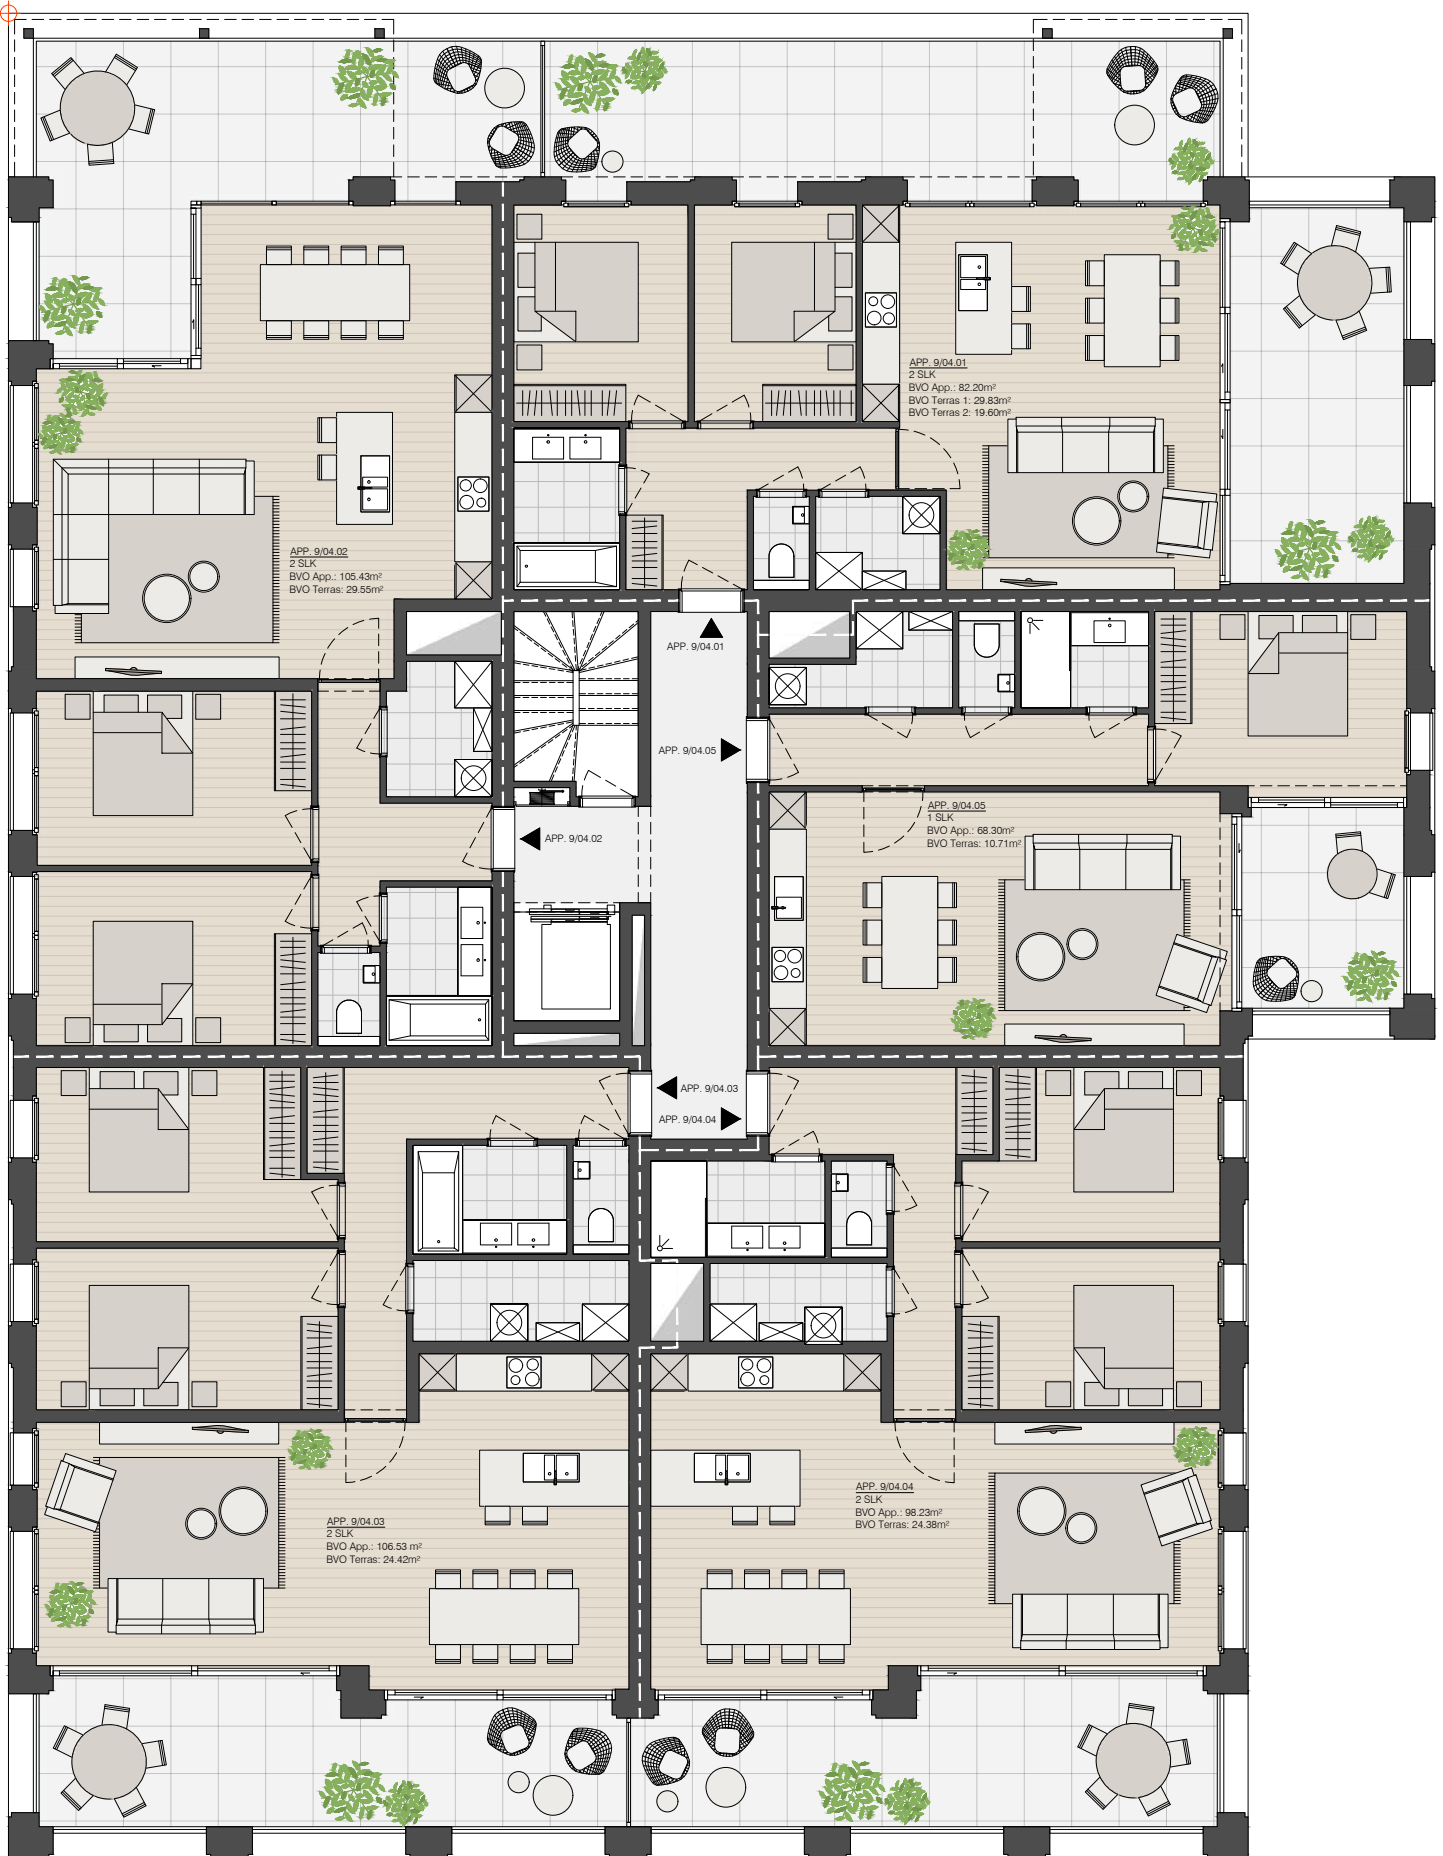 APP. 9/04.01
2 SLK
BVO App.: 82.20m²
BVO Terras 1: 29.83m²
BVO Terras 2: 19.60m²
APP. 9/04.02
2 SLK
BVO App.: 105.43m²
BVO Terras: 29.55m²
APP. 9/04.01
APP. 9/04.05
APP. 9/04.05
1 SLK
BVO App.: 68.30m²
BVO Terras: 10.71m²
APP. 9/04.02
APP. 9/04.03
APP. 9/04.04
APP. 9/04.04
2 SLK
BVO App.: 98.23m²
BVO Terras: 24.38m²
APP. 9/04.03
2 SLK
BVO App.: 106.53 m²
BVO Terras: 24.42m²